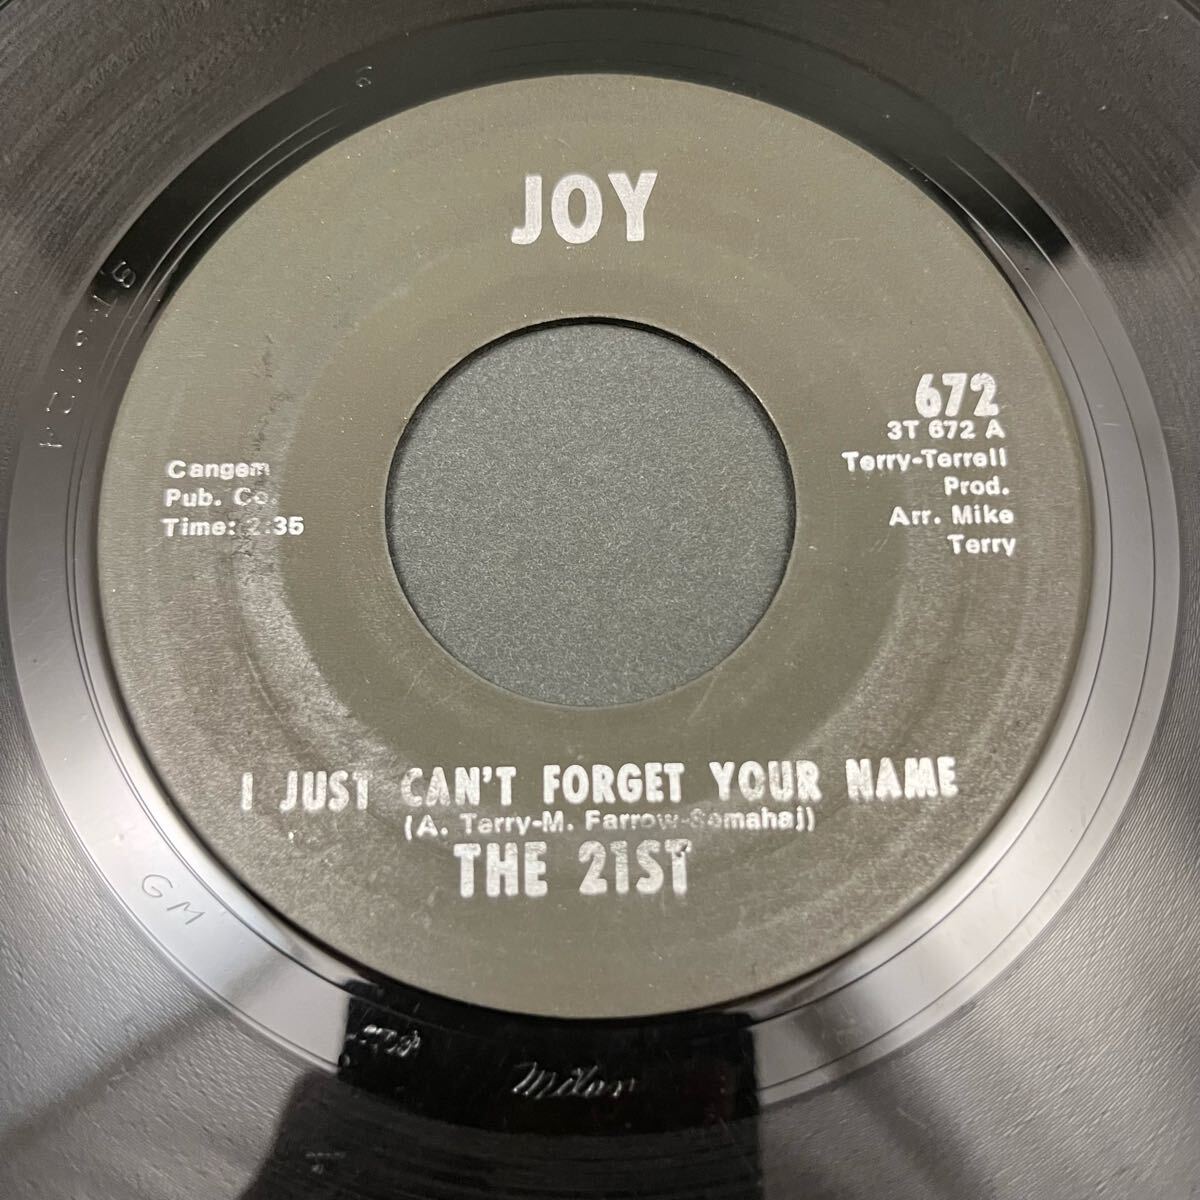 JOY
672
3T 672 A
Terry-Terrell
Prod.
Arr. Mike
Terry
Cangem
Pub. Co.
Time: 2:35
I JUST CAN'T FORGET YOUR NAME
(A. Terry-M. Farrow-Semahaj)
THE 21ST
GM
Milan